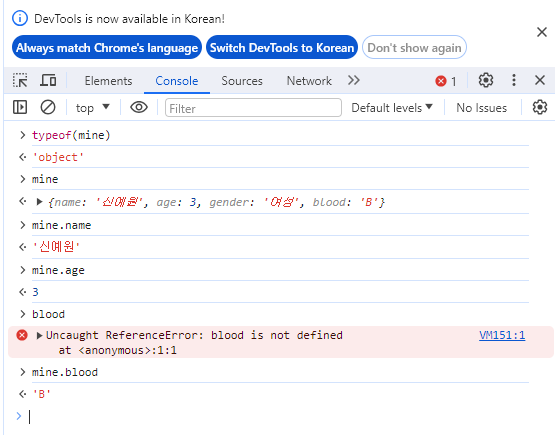 DevTools is now available in Korean!
Always match Chrome's language Switch DevTools to Korean Don't show again
Elements Console Sources Network 1
top Filter Default levels No Issues
typeof(mine)
'object'
mine
{name: '신예원', age: 3, gender: '여성', blood: 'B'}
mine.name
'신예원'
mine.age
3
blood
Uncaught ReferenceError: blood is not defined VM151:1
at <anonymous>:1:1
mine.blood
'B'